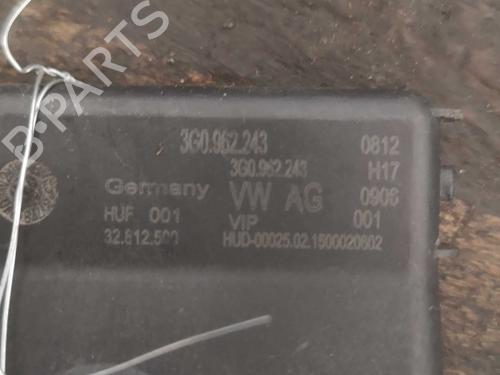 3G0.962.243 0812
3G0.962.243 H17
Germany VW AG 0906
HUF 001 VIP 001
32.812.500 HUD-00025.02.1500020602
B-PARTS